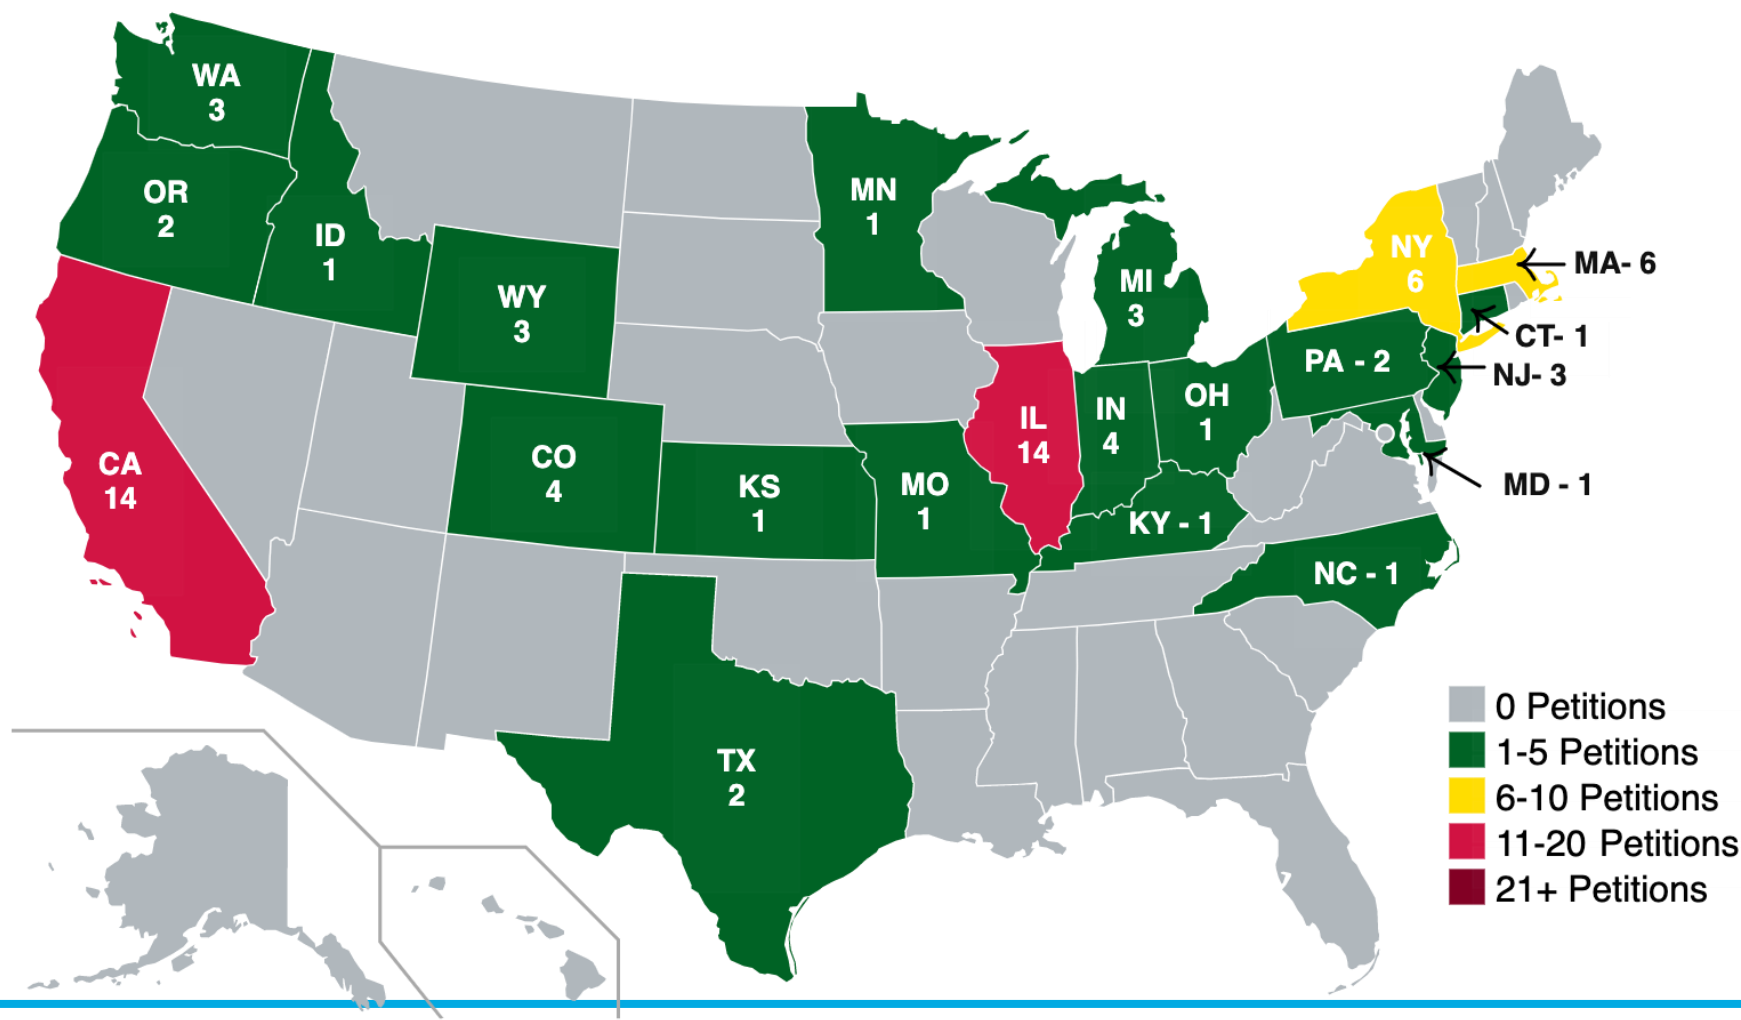 WA
3
OR
2
ID
1
MN
1
WY
3
MI
3
NY
6
MA- 6
CT- 1
PA - 2
NJ- 3
CA
14
CO
4
KS
1
MO
1
IL
14
IN
4
OH
1
MD - 1
KY - 1
NC - 1
TX
2
0 Petitions
1-5 Petitions
6-10 Petitions
11-20 Petitions
21+ Petitions